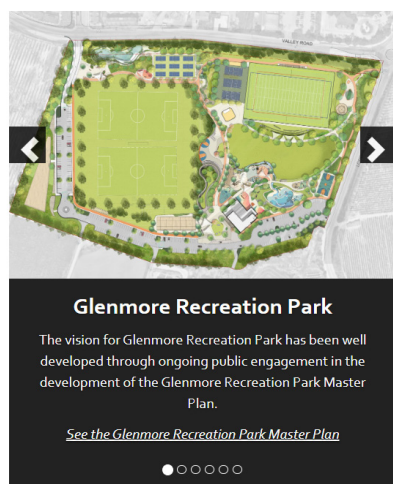 VALLEY ROAD
Glenmore Recreation Park
The vision for Glenmore Recreation Park has been well
developed through ongoing public engagement in the
development of the Glenmore Recreation Park Master
Plan.
See the Glenmore Recreation Park Master Plan